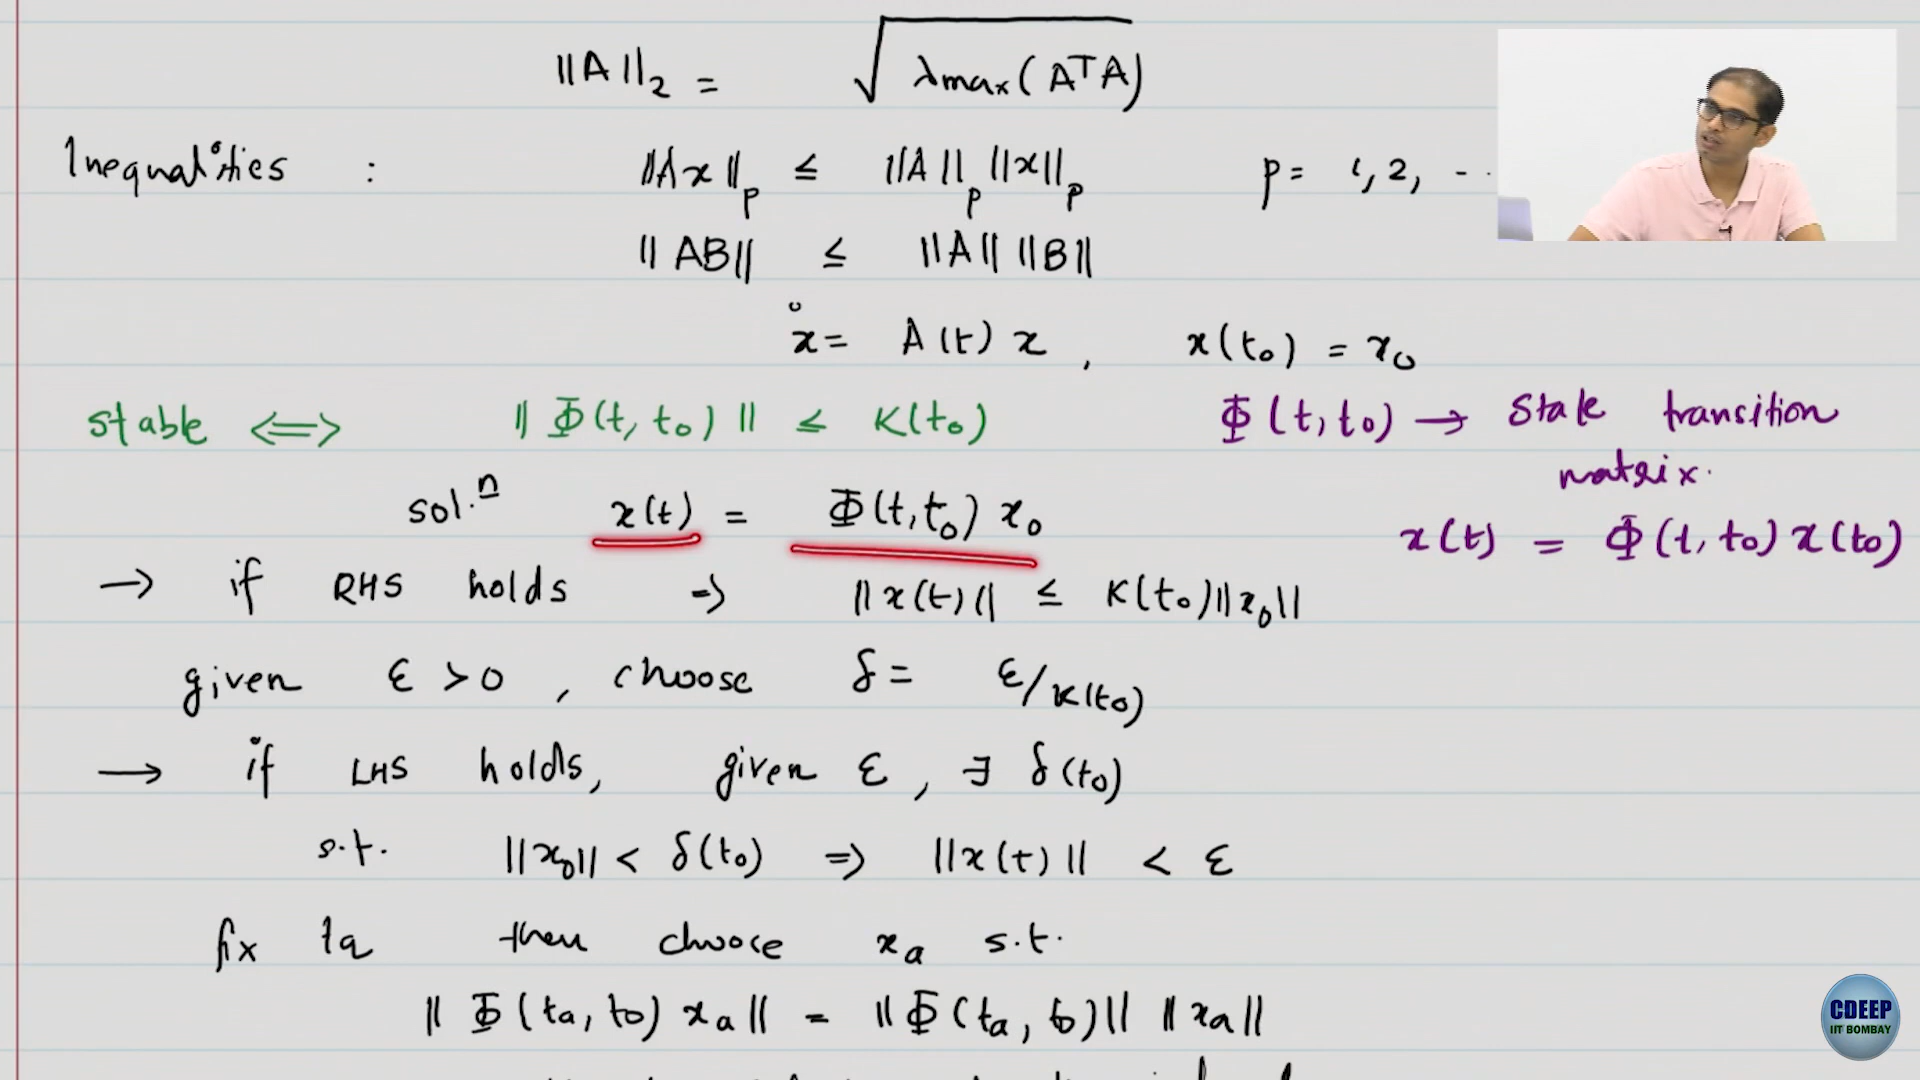 ||A||₂ = √λmax(AᵀA)
Inequalities : ||Ax||ₚ ≤ ||A||ₚ ||x||ₚ p = 1, 2, - ..
||AB|| ≤ ||A|| ||B||
ẋ = A(t) x , x(t₀) = x₀
stable ⟺ ||Φ(t, t₀)|| ≤ K(t₀) Φ(t, t₀) → State transition
matrix.
sol.ⁿ x(t) = Φ(t, t₀) x₀
x(t) = Φ(t, t₀) x(t₀)
→ if RHS holds ⇒ ||x(t)|| ≤ K(t₀)||x₀||
given ε > 0 , choose δ = ε/K(t₀)
→ if LHS holds, given ε , ∃ δ(t₀)
s.t. ||x₀|| < δ(t₀) ⇒ ||x(t)|| < ε
fix ta then choose xₐ s.t.
||Φ(tₐ, t₀) xₐ|| = ||Φ(tₐ, t₀)|| ||xₐ||
CDEEP
IIT BOMBAY